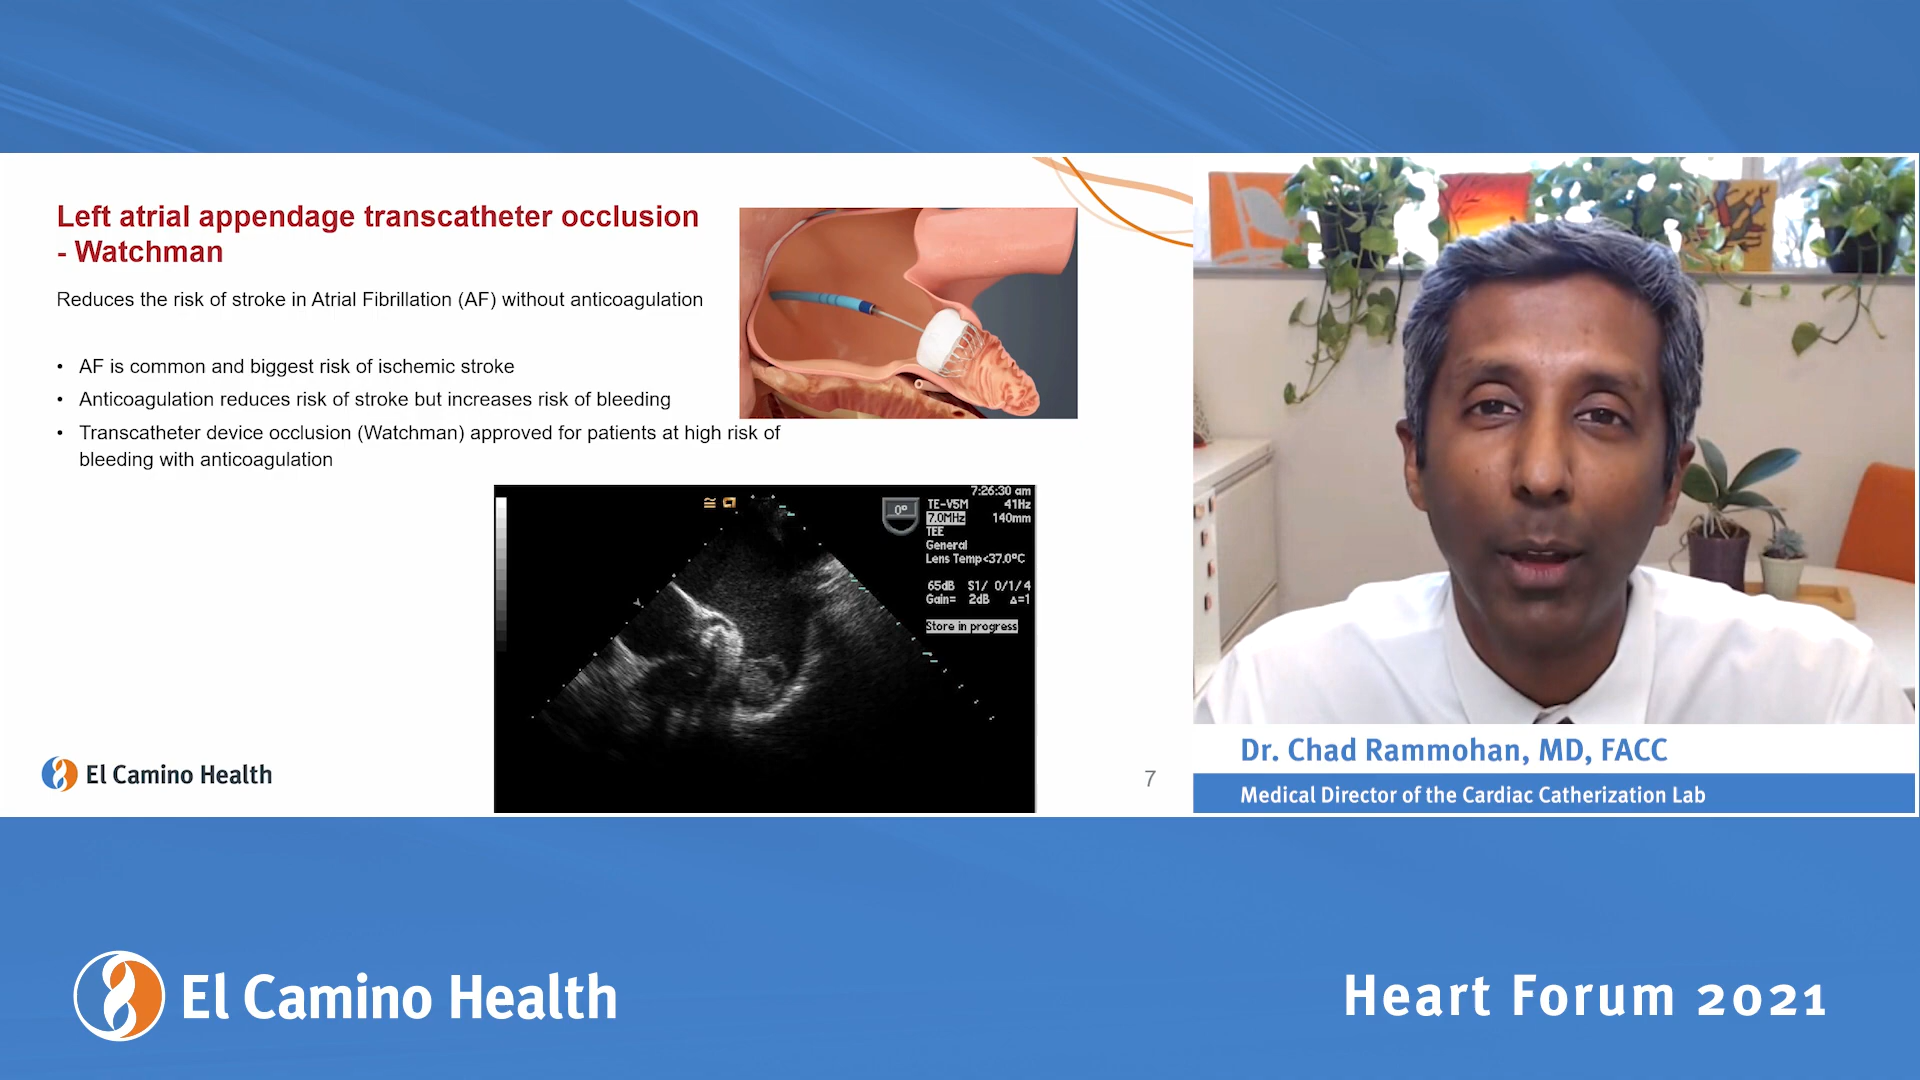 Left atrial appendage transcatheter occlusion
- Watchman
Reduces the risk of stroke in Atrial Fibrillation (AF) without anticoagulation
• AF is common and biggest risk of ischemic stroke
• Anticoagulation reduces risk of stroke but increases risk of bleeding
• Transcatheter device occlusion (Watchman) approved for patients at high risk of
bleeding with anticoagulation
0°
7:26:30 am
TE-V5M 41Hz
7.0MHz 140mm
TEE
General
Lens Temp<37.0°C
65dB S1/ 0/1/4
Gain= 2dB Δ=1
Store in progress
El Camino Health
7
Dr. Chad Rammohan, MD, FACC
Medical Director of the Cardiac Catherization Lab
El Camino Health
Heart Forum 2021